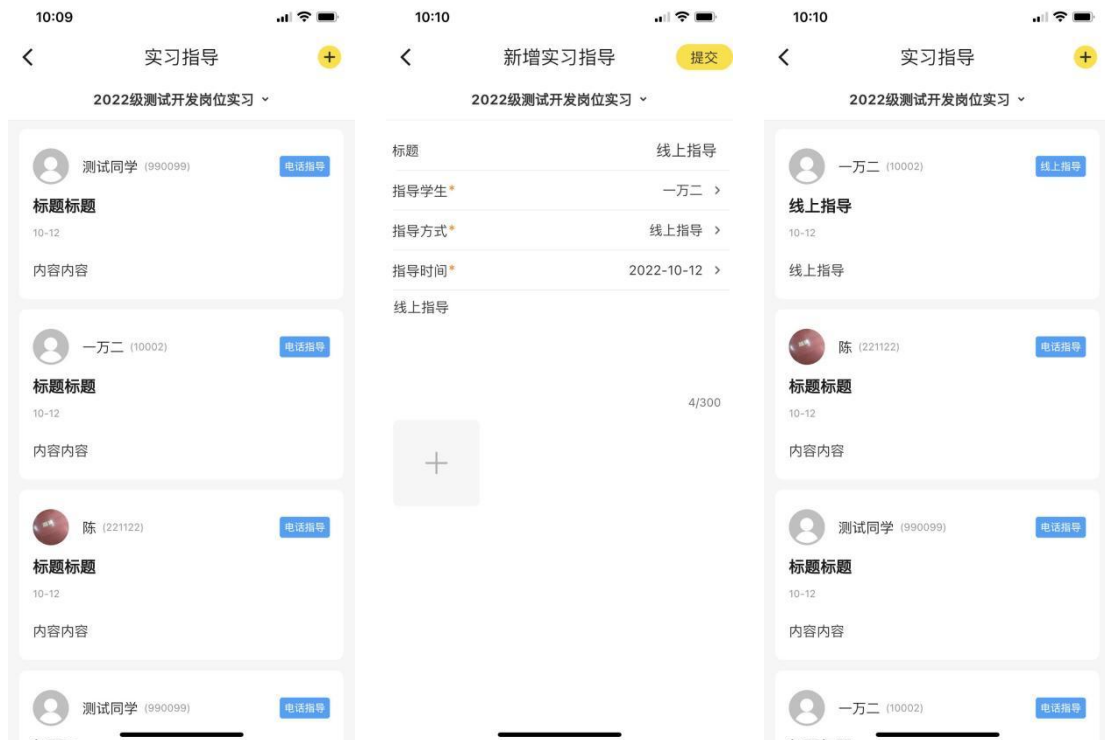 10:09
实习指导
2022级测试开发岗位实习
测试同学 (990099) 电话指导
标题标题
10-12
内容内容
一万二 (10002) 电话指导
标题标题
10-12
内容内容
陈 (221122) 电话指导
标题标题
10-12
内容内容
测试同学 (990099) 电话指导
10:10
新增实习指导 提交
2022级测试开发岗位实习
标题 线上指导
指导学生* 一万二
指导方式* 线上指导
指导时间* 2022-10-12
线上指导
4/300
10:10
实习指导
2022级测试开发岗位实习
一万二 (10002) 线上指导
线上指导
10-12
线上指导
陈 (221122) 电话指导
标题标题
10-12
内容内容
测试同学 (990099) 电话指导
标题标题
10-12
内容内容
一万二 (10002) 电话指导